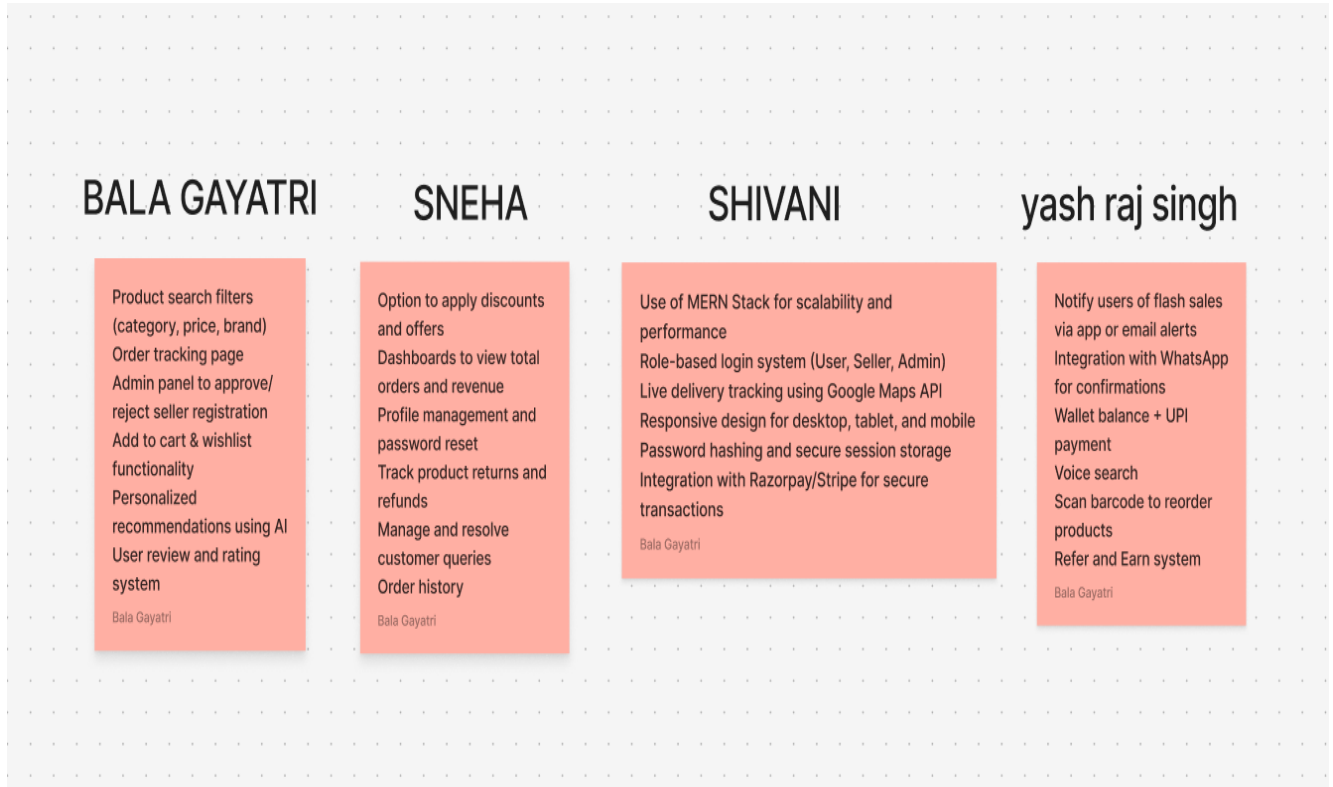 BALA GAYATRI
Product search filters
(category, price, brand)
Order tracking page
Admin panel to approve/
reject seller registration
Add to cart & wishlist
functionality
Personalized
recommendations using AI
User review and rating
system
Bala Gayatri
SNEHA
Option to apply discounts
and offers
Dashboards to view total
orders and revenue
Profile management and
password reset
Track product returns and
refunds
Manage and resolve
customer queries
Order history
Bala Gayatri
SHIVANI
Use of MERN Stack for scalability and
performance
Role-based login system (User, Seller, Admin)
Live delivery tracking using Google Maps API
Responsive design for desktop, tablet, and mobile
Password hashing and secure session storage
Integration with Razorpay/Stripe for secure
transactions
Bala Gayatri
yash raj singh
Notify users of flash sales
via app or email alerts
Integration with WhatsApp
for confirmations
Wallet balance + UPI
payment
Voice search
Scan barcode to reorder
products
Refer and Earn system
Bala Gayatri